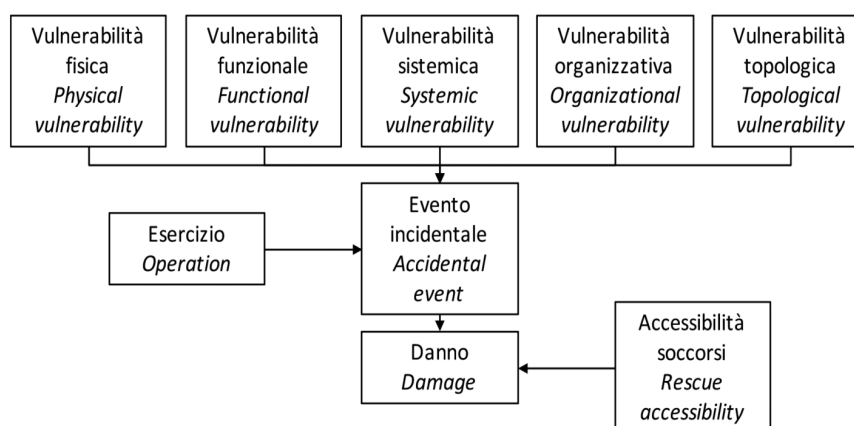 Vulnerabilità
fisica
Physical
vulnerability
Vulnerabilità
funzionale
Functional
vulnerability
Vulnerabilità
sistemica
Systemic
vulnerability
Vulnerabilità
organizzativa
Organizational
vulnerability
Vulnerabilità
topologica
Topological
vulnerability
Esercizio
Operation
Evento
incidentale
Accidental
event
Danno
Damage
Accessibilità
soccorsi
Rescue
accessibility